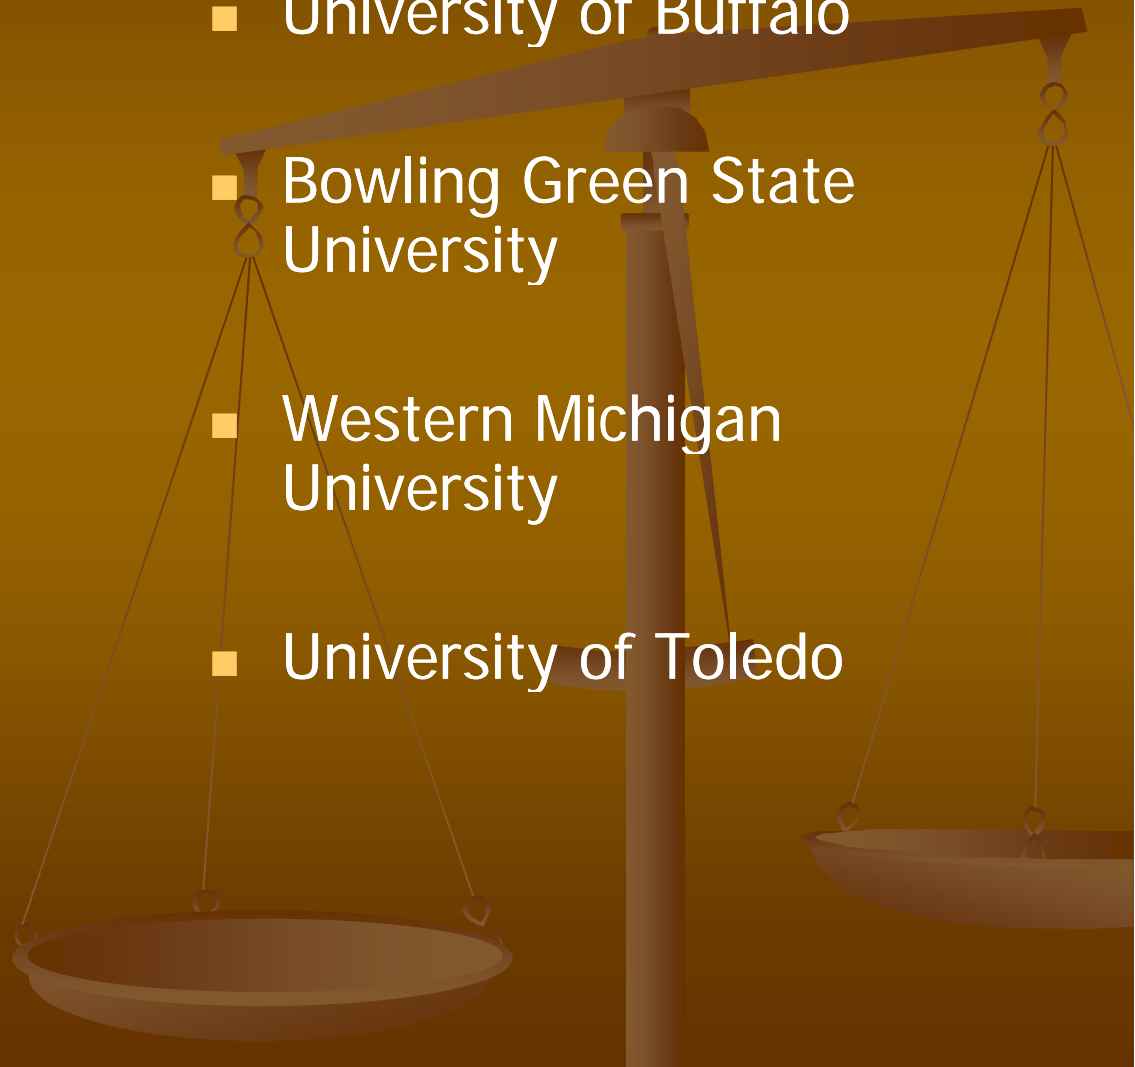 University of Buffalo
Bowling Green State
University
Western Michigan
University
University of Toledo